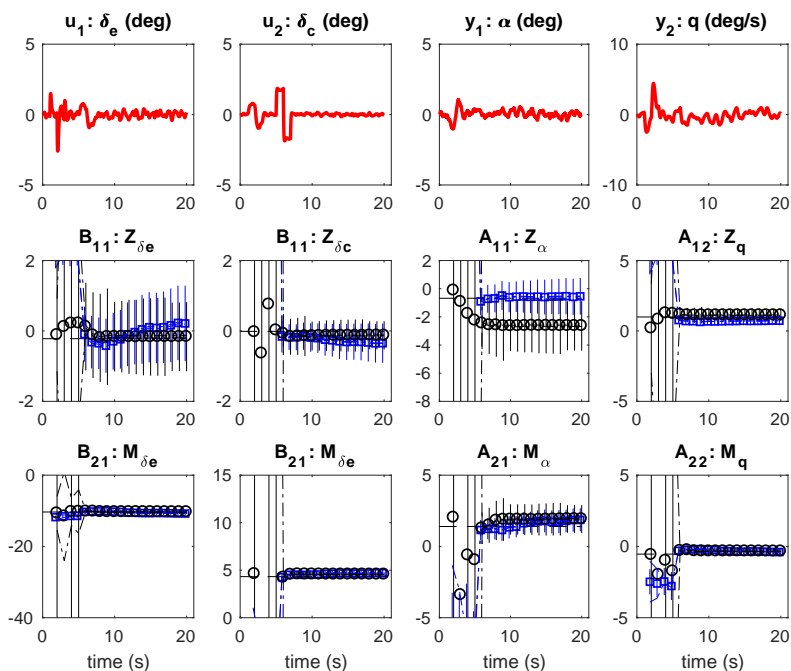 u1: δe (deg) u2: δc (deg) y1: α (deg) y2: q (deg/s)
5 5 5 10
0 0 0 0
-5 -5 -5 -10
0 10 20 0 10 20 0 10 20 0 10 20
B11: Zδe B11: Zδc A11: Zα A12: Zq
2 2 2 5
0 0 0 -2 -4 -6 0
-2 -2 -8 -5
0 10 20 0 10 20 0 10 20 0 10 20
B21: Mδe B21: Mδe A21: Mα A22: Mq
0 15 5 5
-10 -20 -30 10 5 0 0
-40 0 -5 -5
0 10 20 0 10 20 0 10 20 0 10 20
time (s) time (s) time (s) time (s)